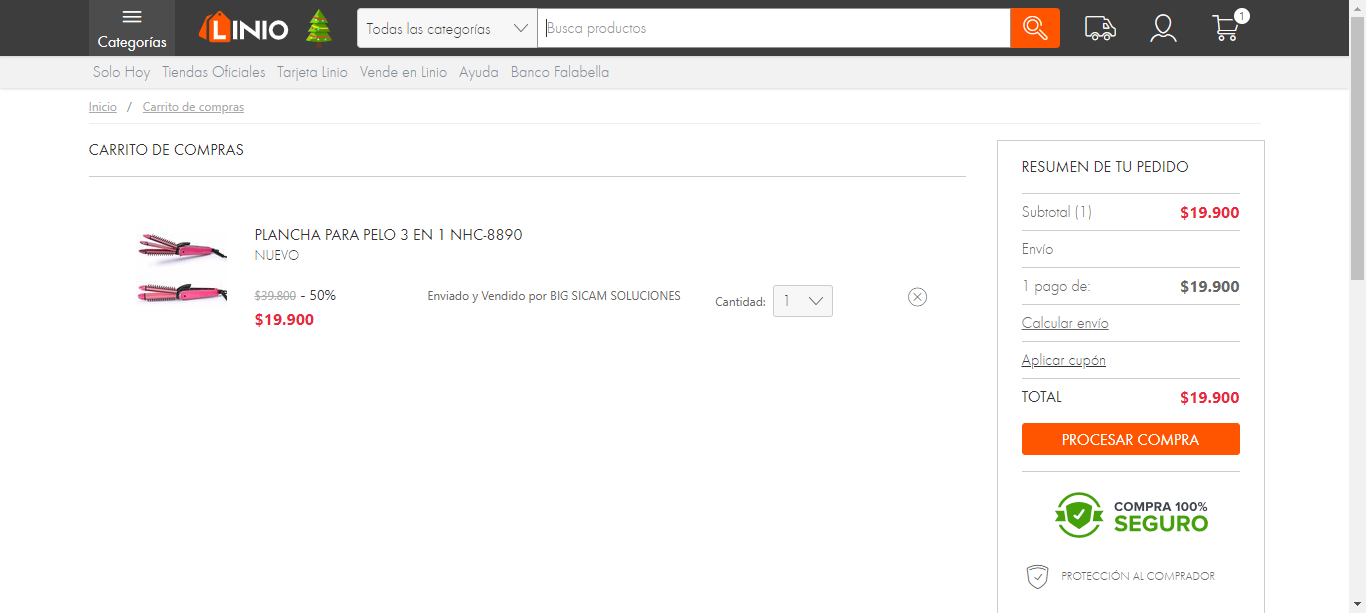 Categorías
LINIO
Todas las categorías
Busca productos
1
Solo Hoy Tiendas Oficiales Tarjeta Linio Vende en Linio Ayuda Banco Falabella
Inicio / Carrito de compras
CARRITO DE COMPRAS
PLANCHA PARA PELO 3 EN 1 NHC-8890
NUEVO
$39.800 - 50%
$19.900
Enviado y Vendido por BIG SICAM SOLUCIONES
Cantidad: 1
RESUMEN DE TU PEDIDO
Subtotal (1) $19.900
Envío
1 pago de: $19.900
Calcular envío
Aplicar cupón
TOTAL $19.900
PROCESAR COMPRA
COMPRA 100%
SEGURO
PROTECCIÓN AL COMPRADOR